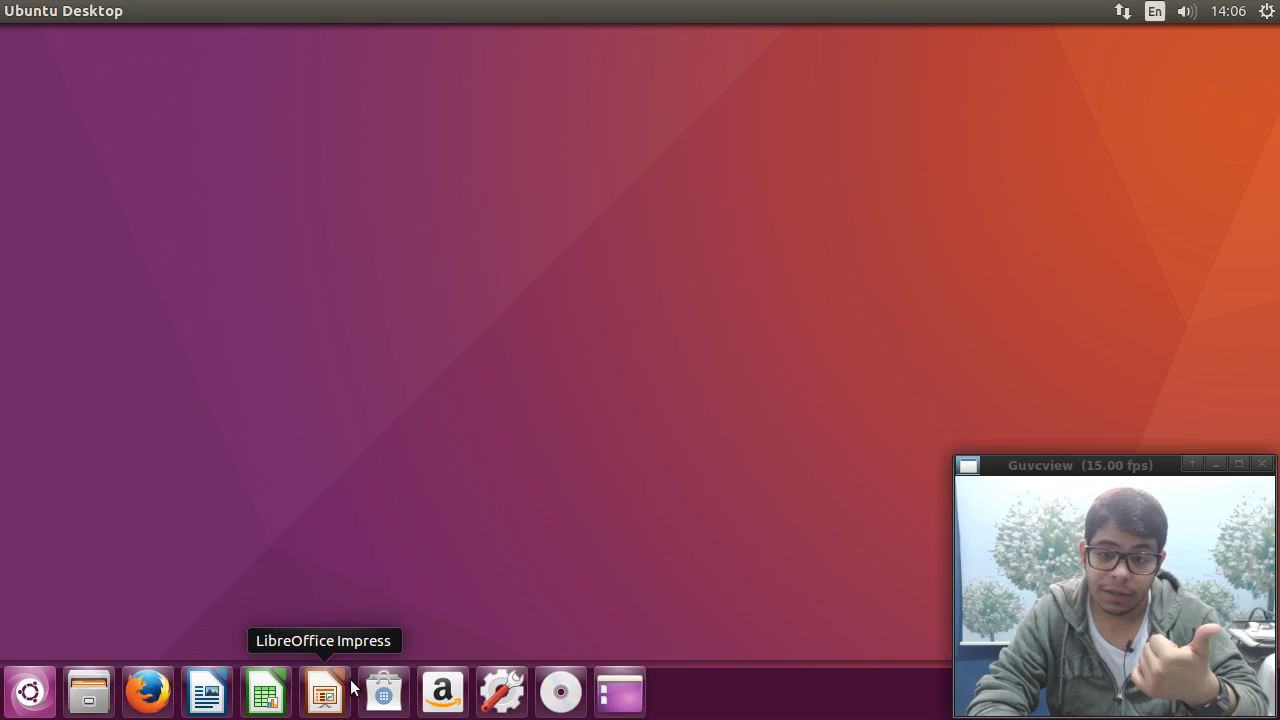 Ubuntu Desktop
En
14:06
Guvcview (15.00 fps)
LibreOffice Impress
a